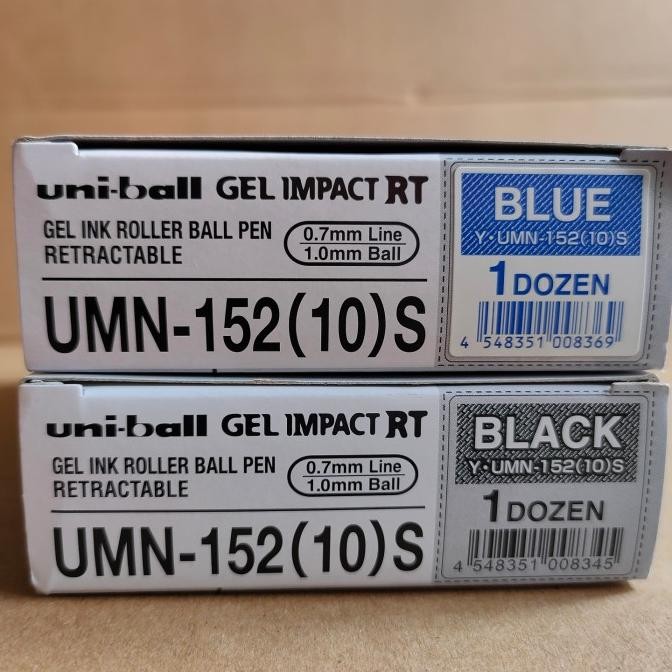 uni-ball GEL IMPACT RT
GEL INK ROLLER BALL PEN
RETRACTABLE
0.7mm Line
1.0mm Ball
UMN-152(10)S
BLUE
Y·UMN-152(10)S
1 DOZEN
4 548351 008369
uni-ball GEL IMPACT RT
GEL INK ROLLER BALL PEN
RETRACTABLE
0.7mm Line
1.0mm Ball
UMN-152(10)S
BLACK
Y·UMN-152(10)S
1 DOZEN
4 548351 008345